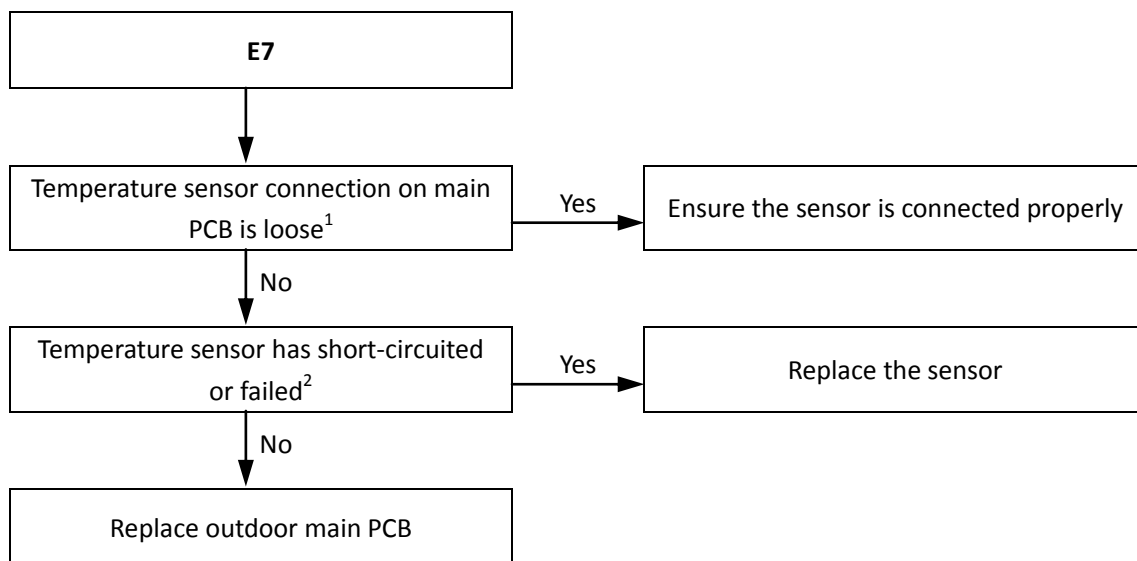 E7
Temperature sensor connection on main
PCB is loose¹
Yes
Ensure the sensor is connected properly
No
Temperature sensor has short-circuited
or failed²
Yes
Replace the sensor
No
Replace outdoor main PCB